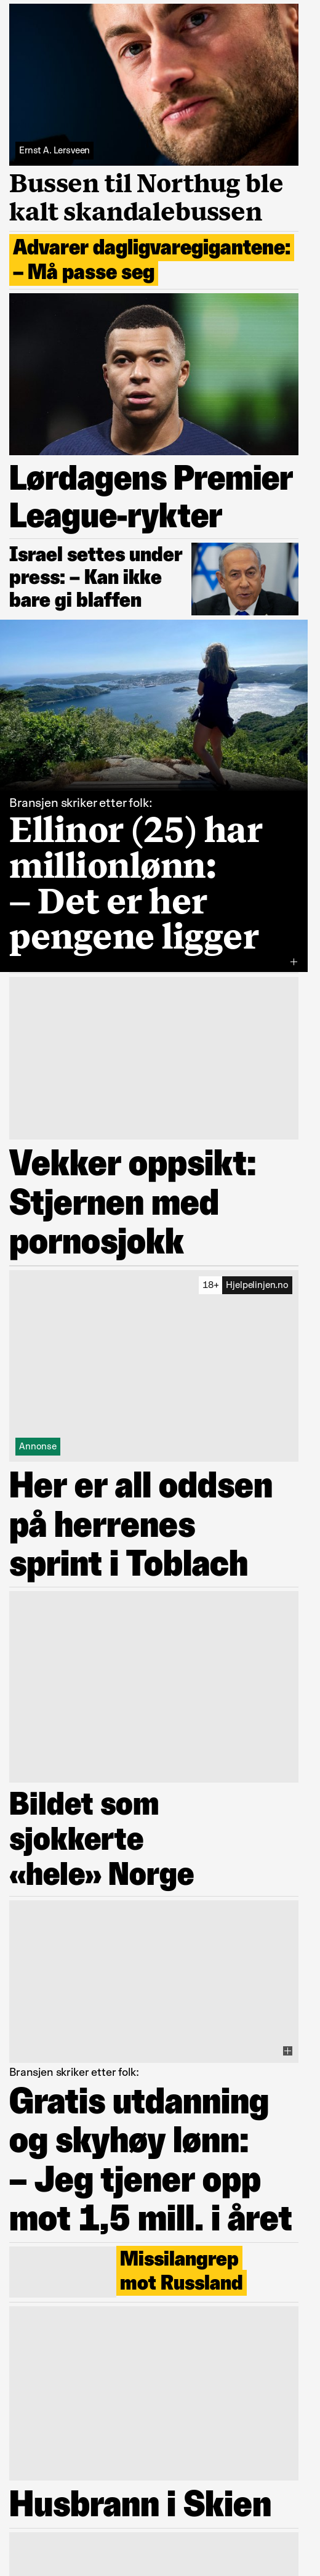 Ernst A. Lersveen
Bussen til Northug ble
kalt skandalebussen
Advarer dagligvaregigantene:
– Må passe seg
Lørdagens Premier
League-rykter
Israel settes under
press: – Kan ikke
bare gi blaffen
Bransjen skriker etter folk:
Ellinor (25) har
millionlønn:
– Det er her
pengene ligger
Vekker oppsikt:
Stjernen med
pornosjokk
18+ Hjelpelinjen.no
Annonse
Her er all oddsen
på herrenes
sprint i Toblach
Bildet som
sjokkerte
«hele» Norge
Bransjen skriker etter folk:
Gratis utdanning
og skyhøy lønn:
– Jeg tjener opp
mot 1,5 mill. i året
Missilangrep
mot Russland
Husbrann i Skien